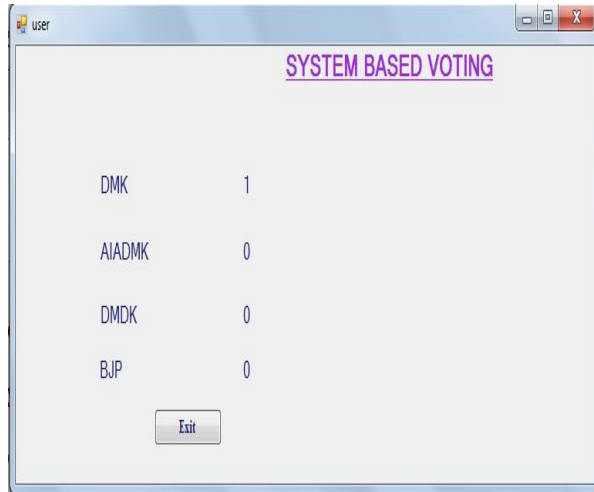 user
SYSTEM BASED VOTING
DMK 1
AIADMK 0
DMDK 0
BJP 0
Exit